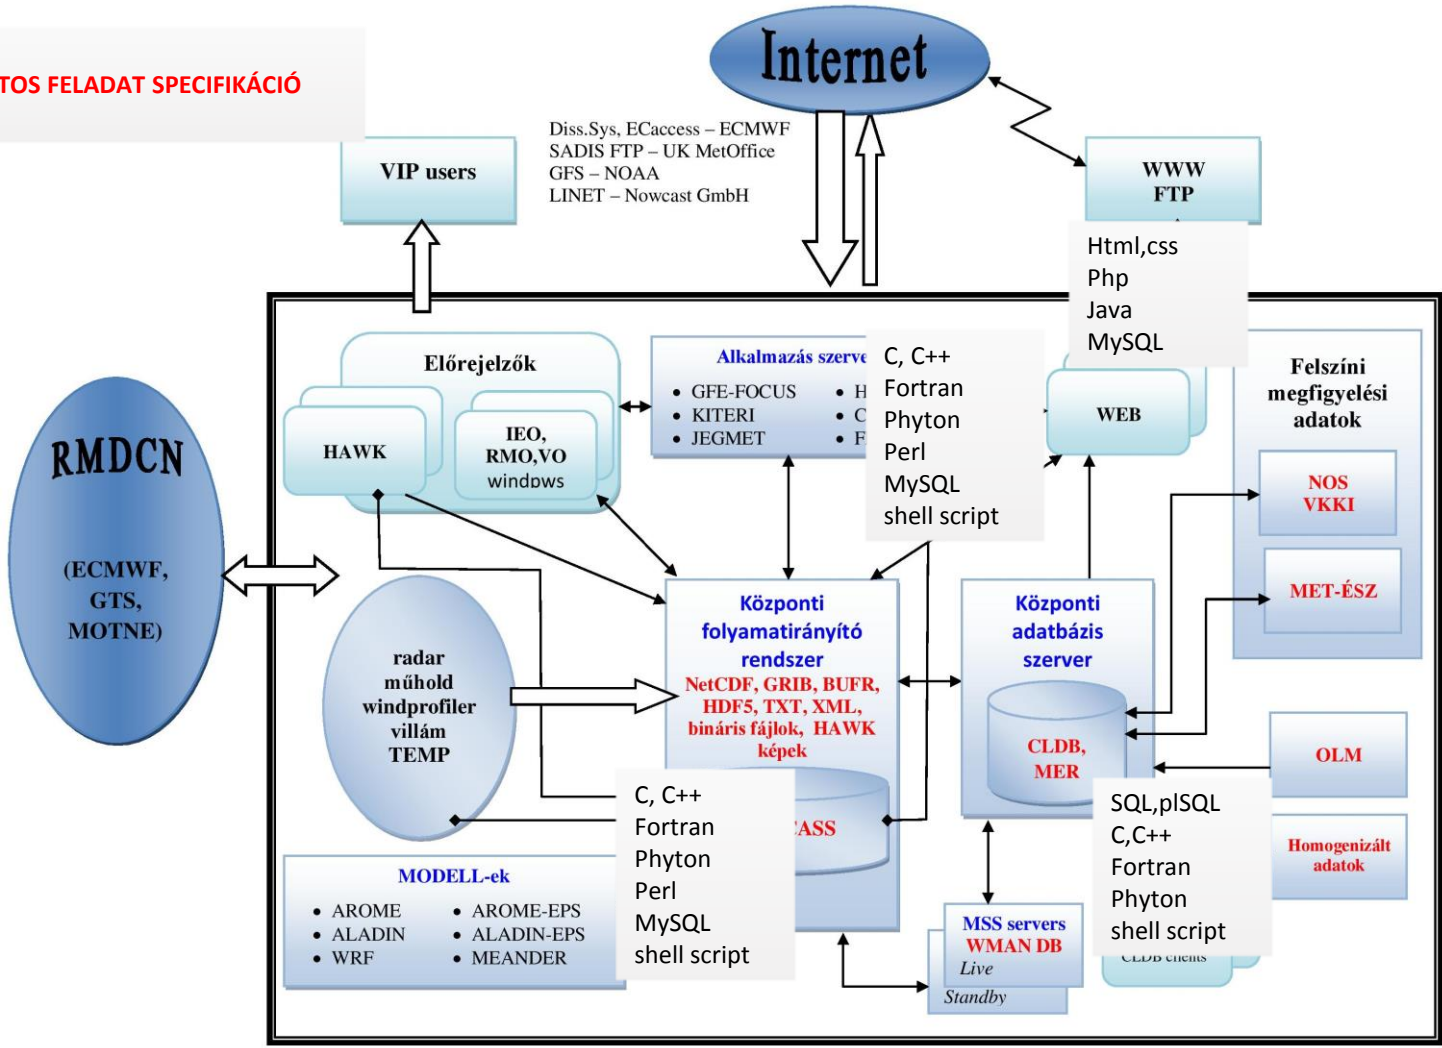 TOS FELADAT SPECIFIKÁCIÓ
Internet
Diss.Sys, ECaccess – ECMWF
SADIS FTP – UK MetOffice
GFS – NOAA
LINET – Nowcast GmbH
VIP users
WWW
FTP
Html,css
Php
Java
MySQL
Előrejelzők
HAWK
IEO,
RMO,VO
windpws
Alkalmazás szerve
• GFE-FOCUS
• KITERI
• JEGMET
• H
• C
• F
C, C++
Fortran
Phyton
Perl
MySQL
shell script
WEB
Felszíni
megfigyelési
adatok
NOS
VKKI
MET-ÉSZ
RMDCN
(ECMWF,
GTS,
MOTNE)
radar
műhold
windprofiler
villám
TEMP
Központi
folyamatirányító
rendszer
NetCDF, GRIB, BUFR,
HDF5, TXT, XML,
bináris fájlok, HAWK
képek
CASS
Központi
adatbázis
szerver
CLDB,
MER
OLM
Homogenizált
adatok
C, C++
Fortran
Phyton
Perl
MySQL
shell script
SQL,plSQL
C,C++
Fortran
Phyton
shell script
CLDB clients
MODELL-ek
• AROME
• ALADIN
• WRF
• AROME-EPS
• ALADIN-EPS
• MEANDER
MSS servers
WMAN DB
Live
Standby